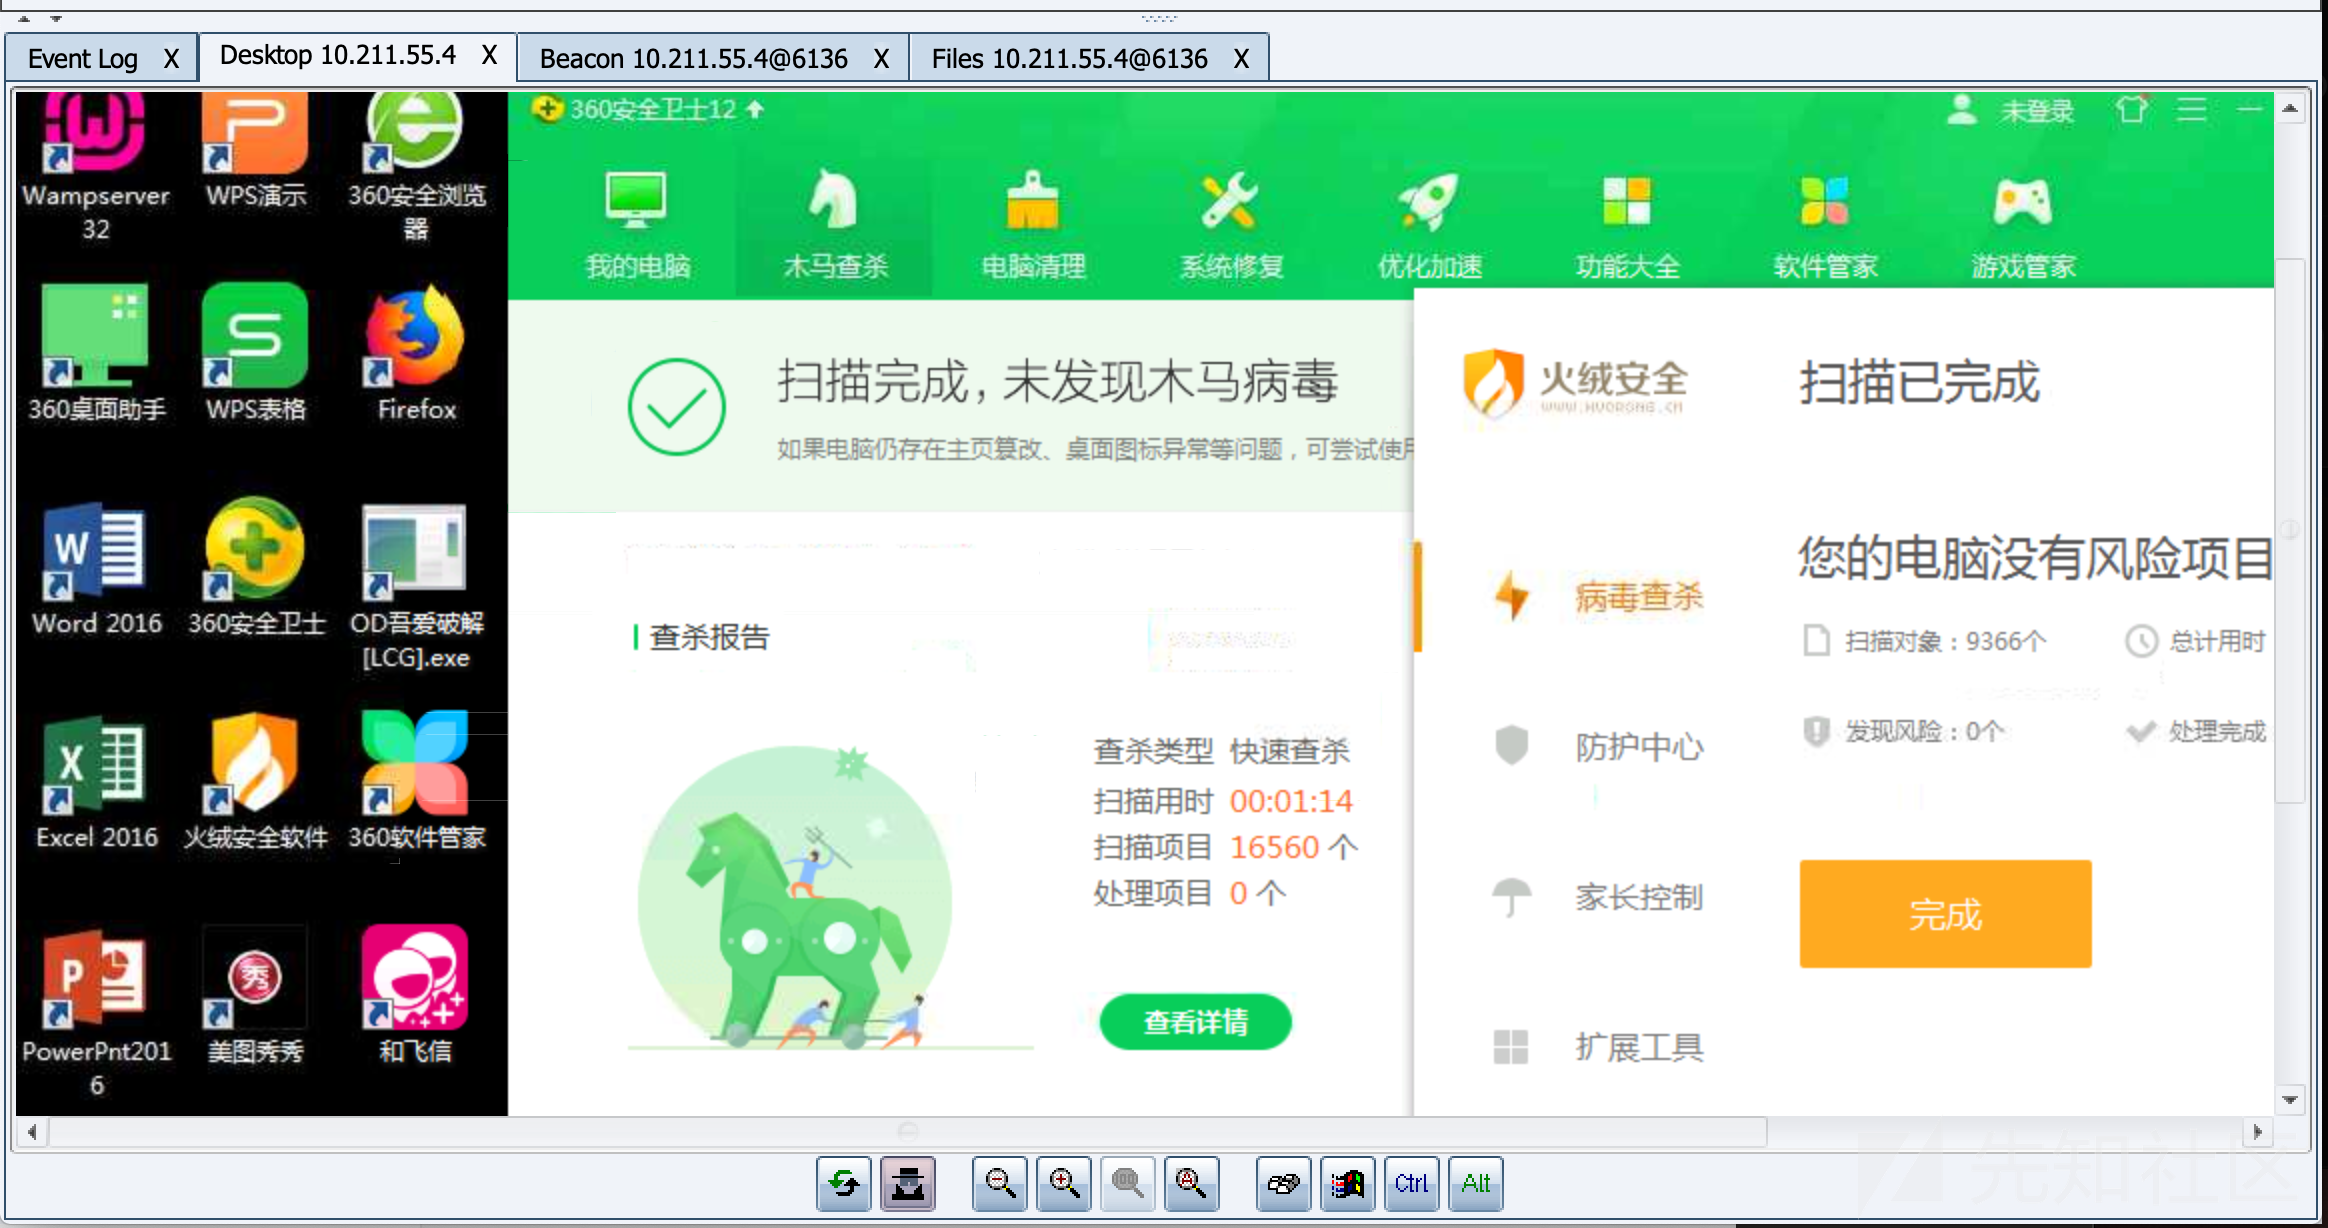 Event Log X
Desktop 10.211.55.4 X
Beacon 10.211.55.4@6136 X
Files 10.211.55.4@6136 X
Wampserver
32
WPS演示
360安全浏览
器
360桌面助手
WPS表格
Firefox
Word 2016
360安全卫士
OD吾爱破解
[LCG].exe
Excel 2016
火绒安全软件
360软件管家
PowerPnt201
6
美图秀秀
和飞信
360安全卫士12
未登录
我的电脑
木马查杀
电脑清理
系统修复
优化加速
功能大全
软件管家
游戏管家
扫描完成，未发现木马病毒
如果电脑仍存在主页篡改、桌面图标异常等问题，可尝试使用
查杀报告
查杀类型 快速查杀
扫描用时 00:01:14
扫描项目 16560 个
处理项目 0 个
查看详情
火绒安全
WWW.HUORONG.CN
扫描已完成
您的电脑没有风险项目
病毒查杀
扫描对象：9366个
总计用时
发现风险：0个
处理完成
防护中心
家长控制
完成
扩展工具
Ctrl
Alt
先知社区